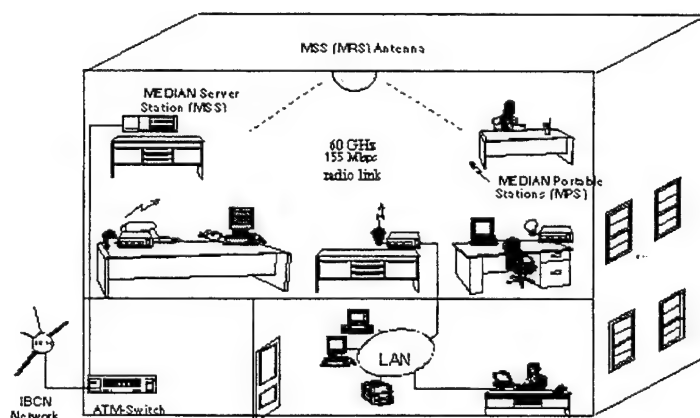 MSS (MRS) Antenna
MEDIAN Server
Station (MSS)
60 GHz
155 Mbps
radio link
MEDIAN Portable
Stations (MPS)
LAN
IBCN
Network
ATM-Switch